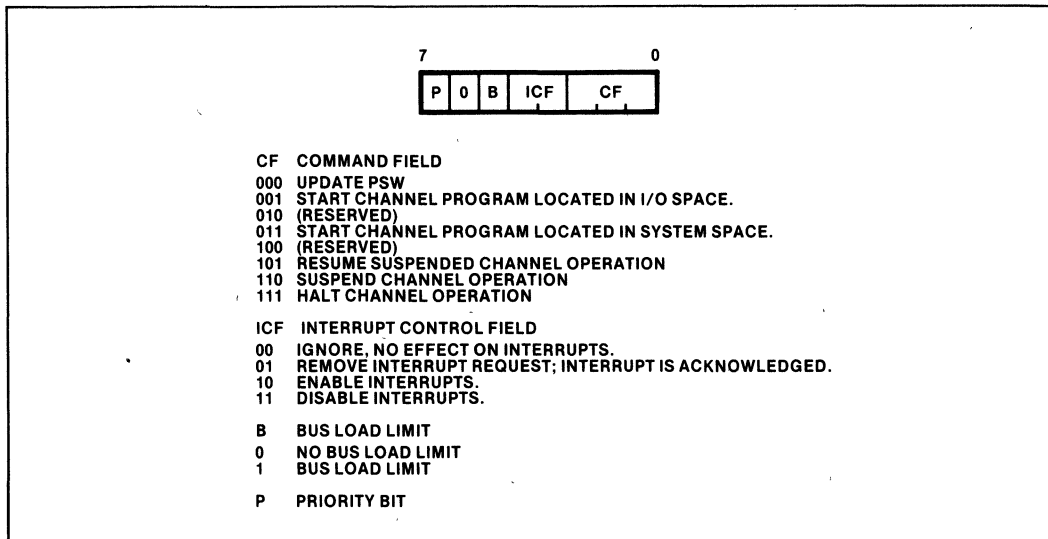 7 0
P 0 B ICF CF
CF COMMAND FIELD
000 UPDATE PSW
001 START CHANNEL PROGRAM LOCATED IN I/O SPACE.
010 (RESERVED)
011 START CHANNEL PROGRAM LOCATED IN SYSTEM SPACE.
100 (RESERVED)
101 RESUME SUSPENDED CHANNEL OPERATION
110 SUSPEND CHANNEL OPERATION
111 HALT CHANNEL OPERATION
ICF INTERRUPT CONTROL FIELD
00 IGNORE, NO EFFECT ON INTERRUPTS.
01 REMOVE INTERRUPT REQUEST; INTERRUPT IS ACKNOWLEDGED.
10 ENABLE INTERRUPTS.
11 DISABLE INTERRUPTS.
B BUS LOAD LIMIT
0 NO BUS LOAD LIMIT
1 BUS LOAD LIMIT
P PRIORITY BIT